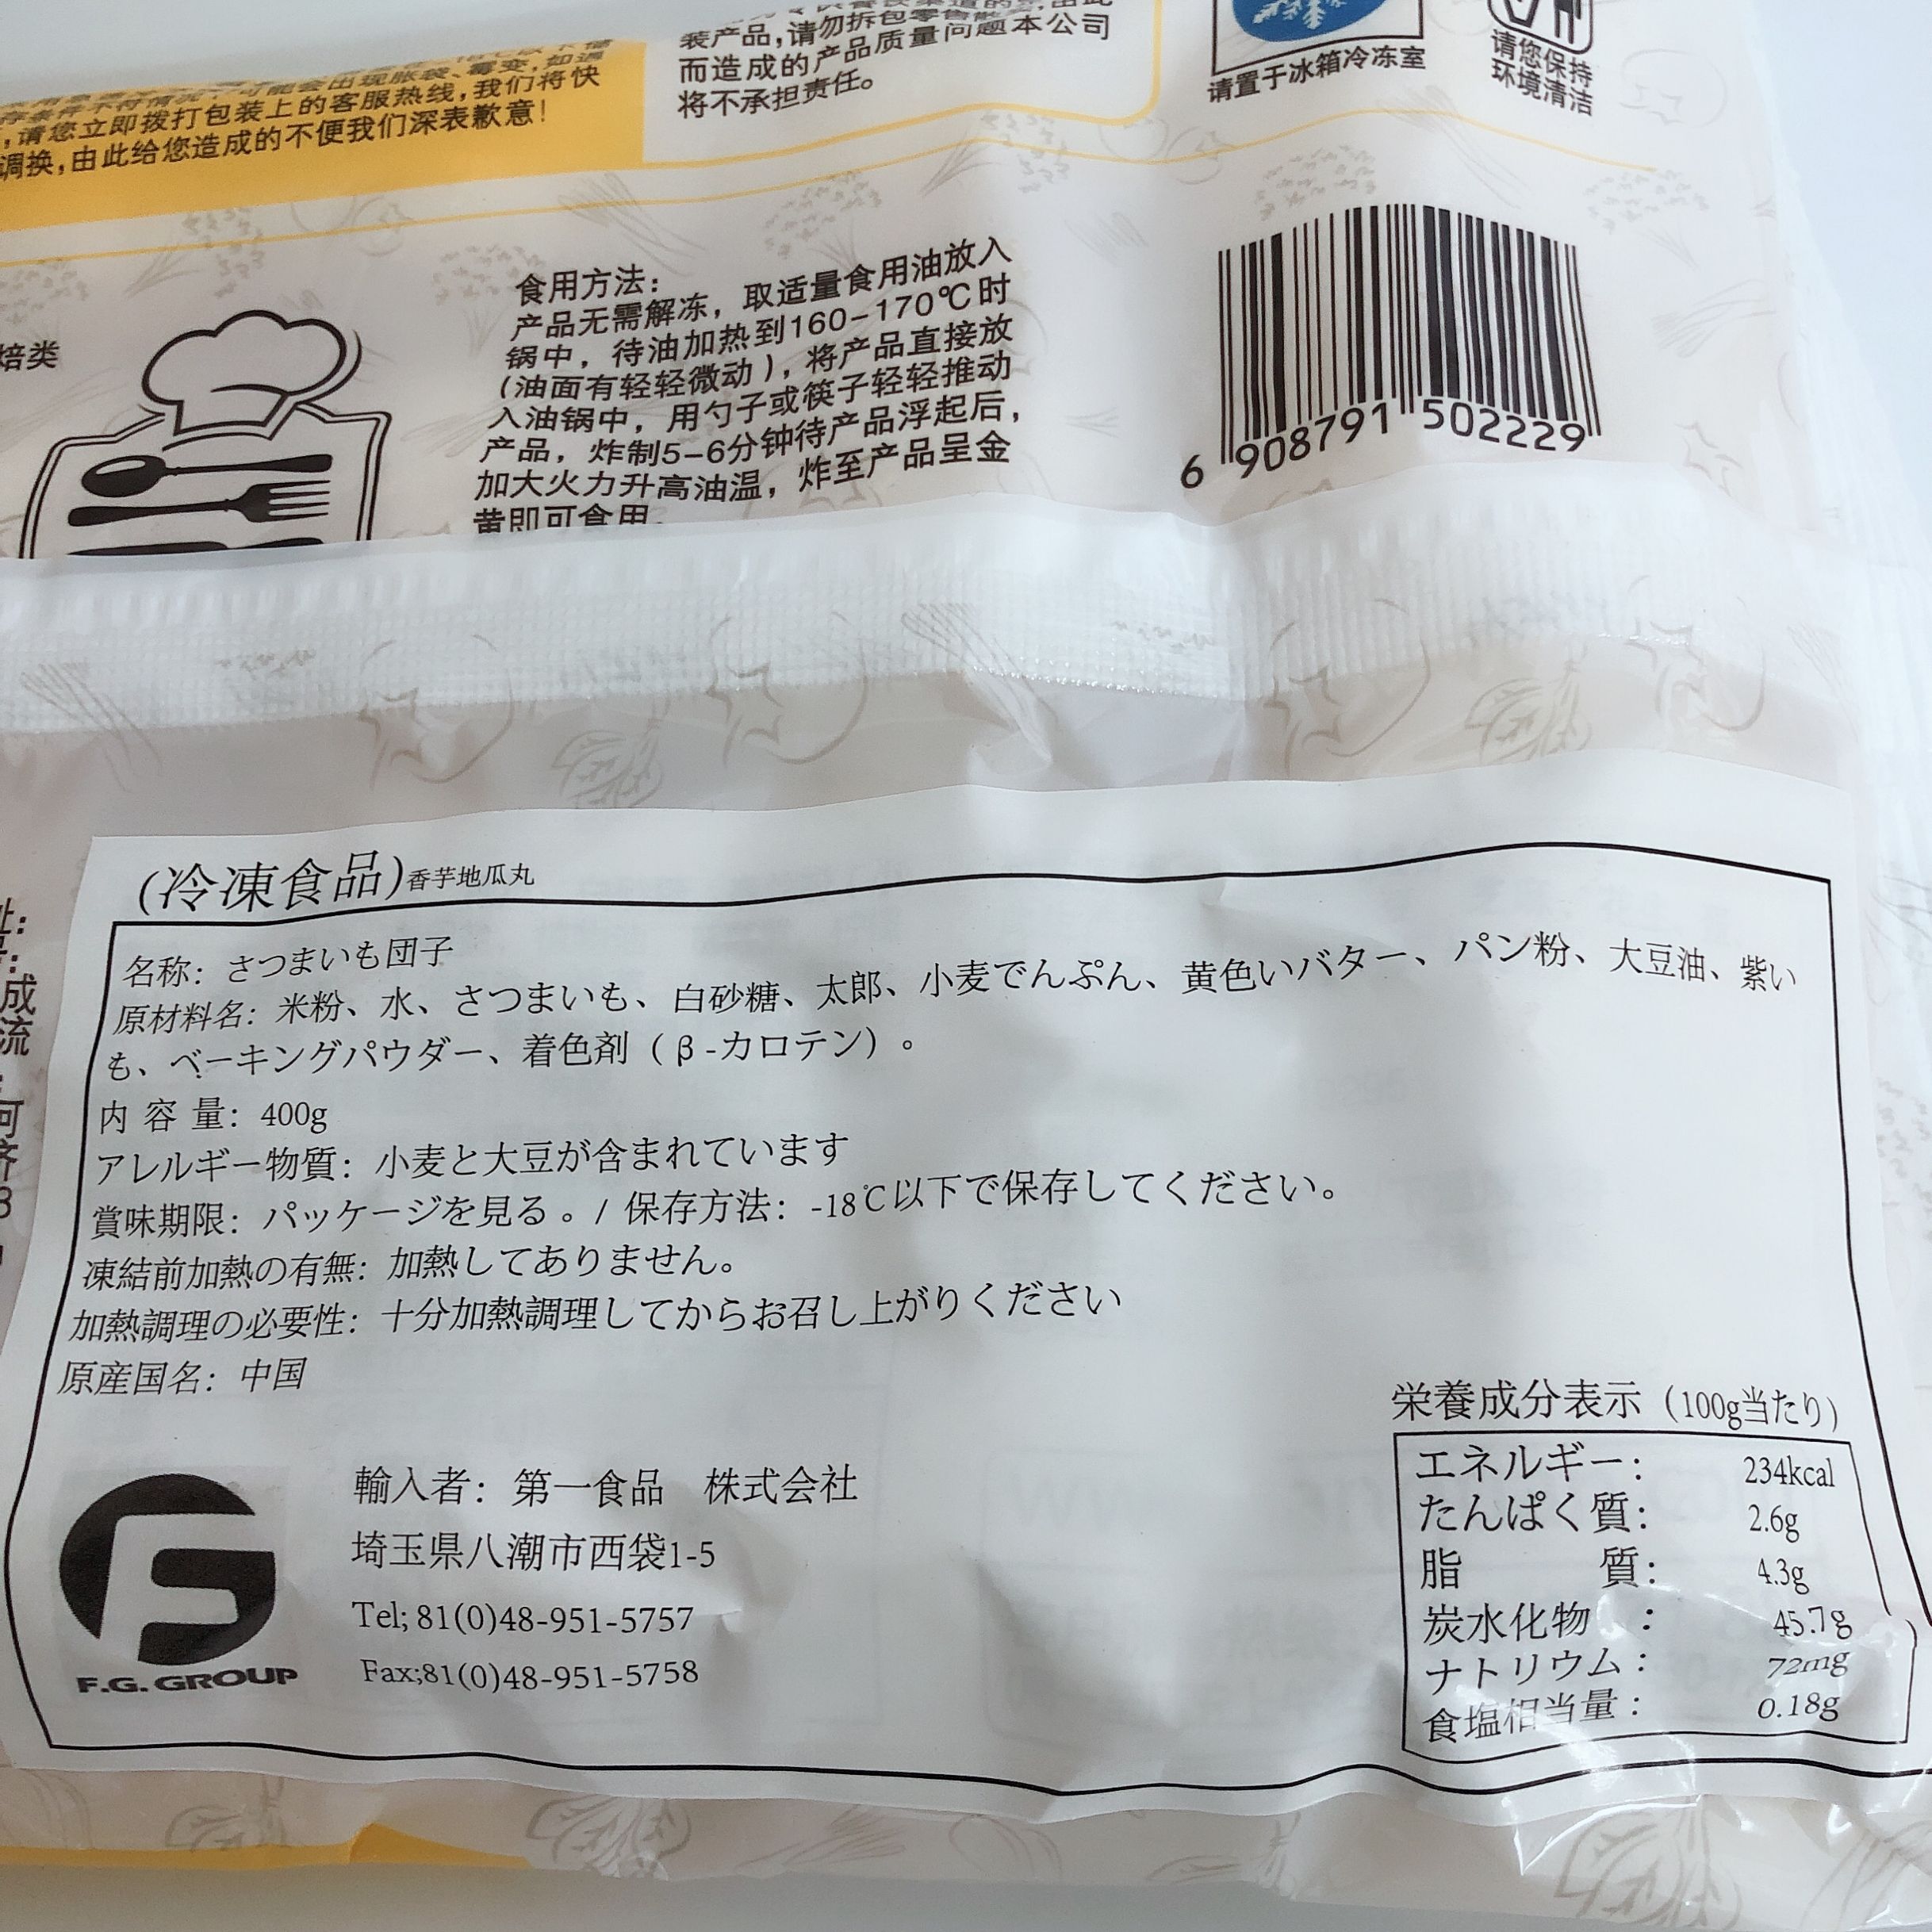 可能会出现胀袋、霉变,如遇
,请您立即拨打包装上的客服热线,我们将快
调换,由此给您造成的不便我们深表歉意!
装产品,请勿拆包零售
而造成的产品质量问题本公司
将不承担责任。
请置于冰箱冷冻室
请您保持
环境清洁
焙类
食用方法:
产品无需解冻，取适量食用油放入
锅中，待油加热到160-170℃时
(油面有轻轻微动)，将产品直接放
入油锅中，用勺子或筷子轻轻推动
产品，炸制5-6分钟待产品浮起后，
加大火力升高油温，炸至产品呈金
黄即可食用。
6 908791 502229
(冷凍食品)香芋地瓜丸
名称: さつまいも団子
原材料名: 米粉、水、さつまいも、白砂糖、太郎、小麦でんぷん、黄色いバター、パン粉、大豆油、紫い
も、ベーキングパウダー、着色剤（β-カロテン）。
内 容 量: 400g
アレルギー物質: 小麦と大豆が含まれています
賞味期限: パッケージを見る 。/ 保存方法: -18℃以下で保存してください。
凍結前加熱の有無: 加熱してありません。
加熱調理の必要性: 十分加熱調理してからお召し上がりください
原産国名: 中国
輸入者: 第一食品 株式会社
埼玉県八潮市西袋1-5
Tel; 81(0)48-951-5757
Fax;81(0)48-951-5758
F.G. GROUP
栄養成分表示（100g当たり）
エネルギー: 234kcal
たんぱく質: 2.6g
脂 質: 4.3g
炭水化物 : 45.7g
ナトリウム: 72mg
食塩相当量: 0.18g